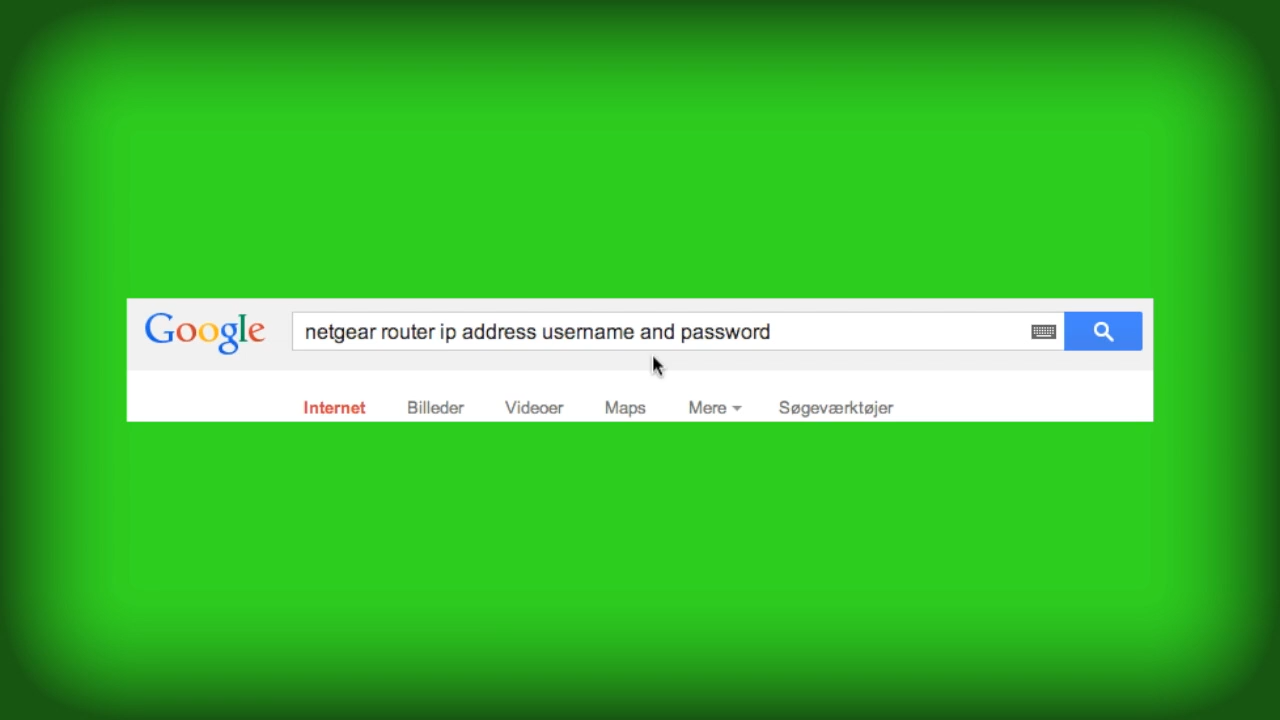 Google netgear router ip address username and password
Internet Billeder Videoer Maps Mere Søgeværktøjer